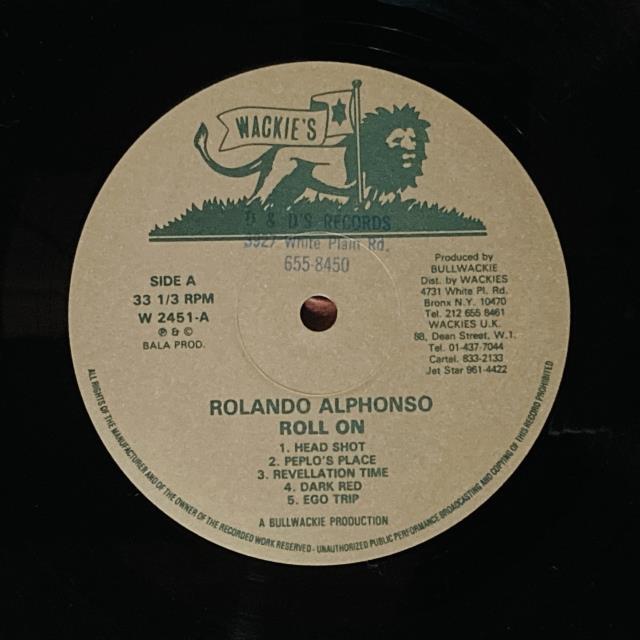 WACKIE'S
D & D'S RECORDS
3927 White Plain Rd.
655-8450
SIDE A
33 1/3 RPM
W 2451-A
℗ & ©
BALA PROD.
Produced by
BULLWACKIE
Dist. by WACKIES
4731 White Pl. Rd.
Bronx N.Y. 10470
Tel. 212 655 8461
WACKIES U.K.
88, Dean Street, W.1.
Tel. 01-437-7044
Cartel. 833-2133
Jet Star 961-4422
ROLANDO ALPHONSO
ROLL ON
1. HEAD SHOT
2. PEPLO'S PLACE
3. REVELLATION TIME
4. DARK RED
5. EGO TRIP
A BULLWACKIE PRODUCTION
ALL RIGHTS OF THE MANUFACTURER AND OF THE OWNER OF THE RECORDED WORK RESERVED - UNAUTHORIZED PUBLIC PERFORMANCE BROADCASTING AND COPYING OF THIS RECORD PROHIBITED